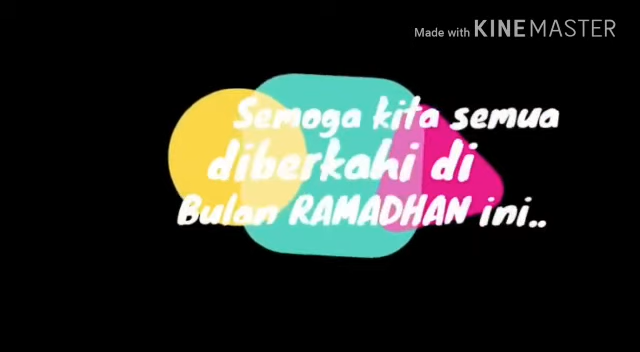 Made with KINEMASTER
Semoga kita semua
diberkahi di
Bulan RAMADHAN ini..